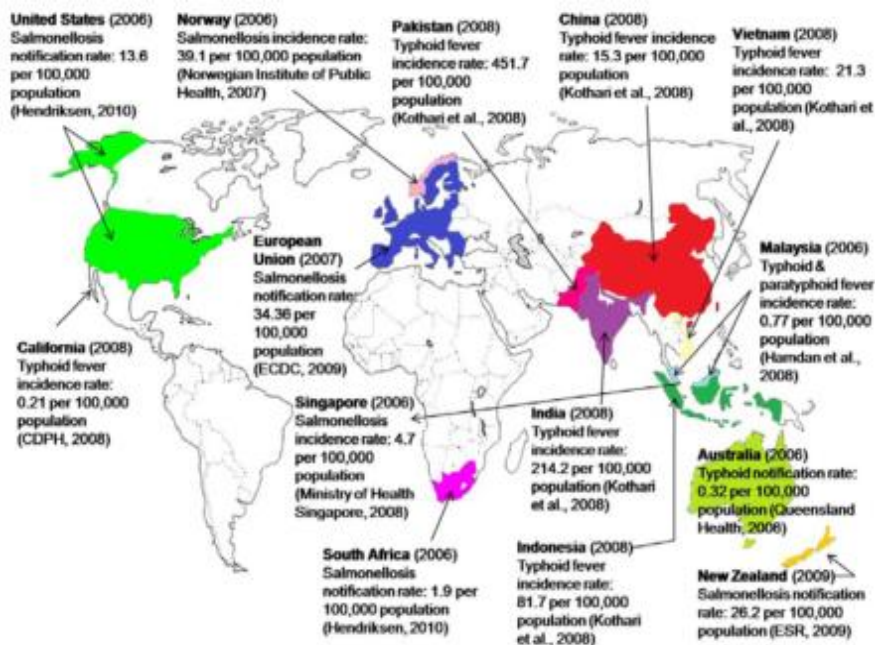 United States (2006)
Salmonellosis
notification rate: 13.6
per 100,000
population
(Hendriksen, 2010)
Norway (2006)
Salmonellosis incidence rate:
39.1 per 100,000 population
(Norwegian Institute of Public
Health, 2007)
Pakistan (2008)
Typhoid fever
incidence rate: 451.7
per 100,000
population
(Kothari et al., 2008)
China (2008)
Typhoid fever incidence
rate: 15.3 per 100,000
population
(Kothari et al., 2008)
Vietnam (2008)
Typhoid fever
incidence rate: 21.3
per 100,000
population (Kothari et
al., 2008)
European
Union (2007)
Salmonellosis
notification rate:
34.36 per
100,000
population
(ECDC, 2009)
Malaysia (2006)
Typhoid &
paratyphoid fever
incidence rate:
0.77 per 100,000
population
(Hamdan et al.,
2008)
California (2008)
Typhoid fever
incidence rate:
0.21 per 100,000
population
(CDPH, 2008)
Singapore (2006)
Salmonellosis
incidence rate: 4.7
per 100,000
population
(Ministry of Health
Singapore, 2008)
India (2008)
Typhoid fever
incidence rate:
214.2 per 100,000
population (Kothari
et al., 2008)
Australia (2006)
Typhoid notification rate:
0.32 per 100,000
population (Queensland
Health, 2006)
South Africa (2006)
Salmonellosis
notification rate: 1.9 per
100,000 population
(Hendriksen, 2010)
Indonesia (2008)
Typhoid fever
incidence rate:
81.7 per 100,000
population (Kothari
et al., 2008)
New Zealand (2009)
Salmonellosis notification
rate: 26.2 per 100,000
population (ESR, 2009)